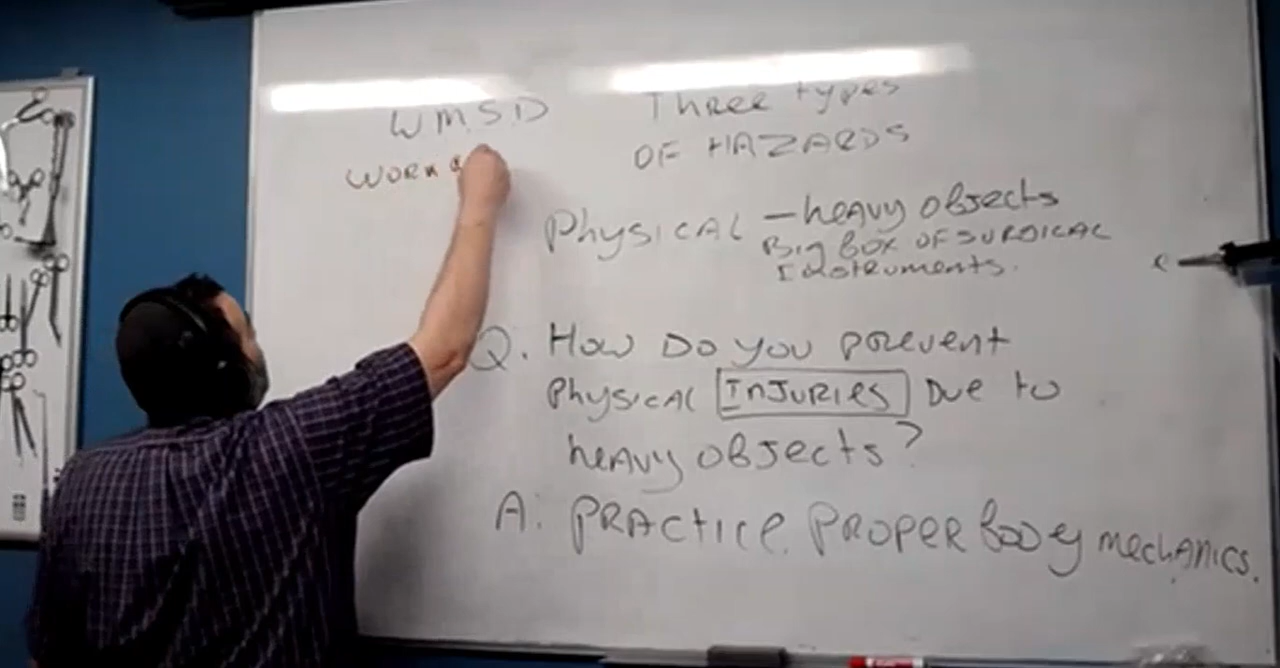 WMSD
WORK
Three types
OF HAZARDS
Physical – heavy objects
Big Box OF SURGICAL
Instruments.
Q. How Do you prevent
Physical INJURIES Due to
heavy objects?
A: PRACtice PROPER body mechanics.